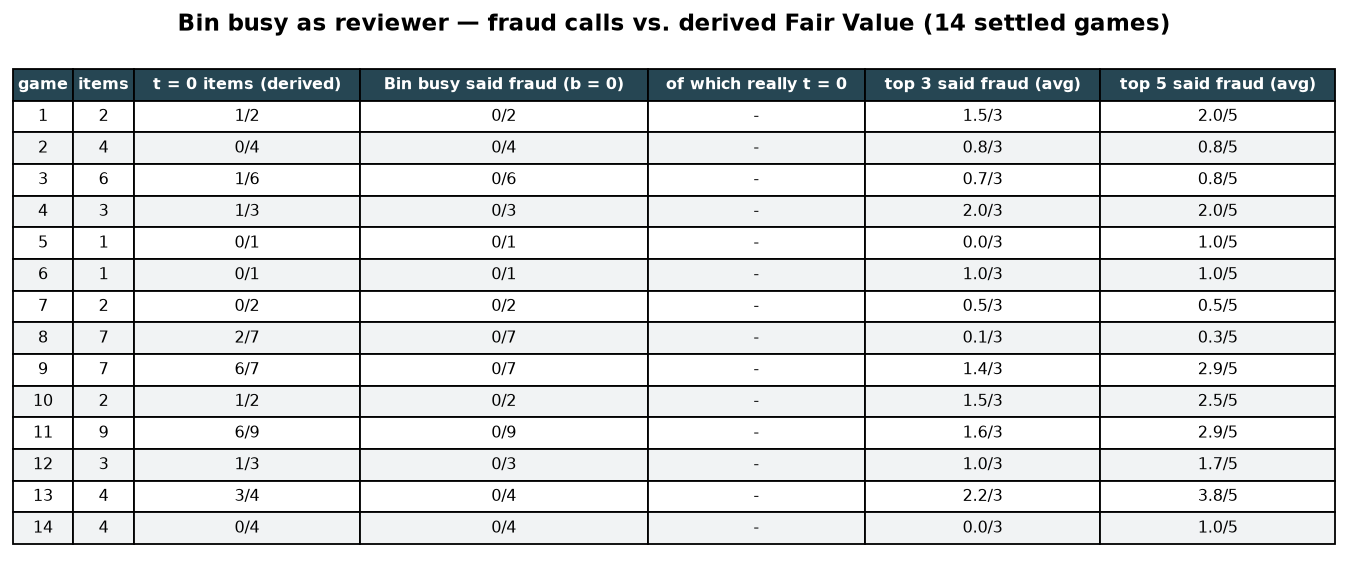 Bin busy as reviewer — fraud calls vs. derived Fair Value (14 settled games)
game items t = 0 items (derived) Bin busy said fraud (b = 0) of which really t = 0 top 3 said fraud (avg) top 5 said fraud (avg)
1 2 1/2 0/2 - 1.5/3 2.0/5
2 4 0/4 0/4 - 0.8/3 0.8/5
3 6 1/6 0/6 - 0.7/3 0.8/5
4 3 1/3 0/3 - 2.0/3 2.0/5
5 1 0/1 0/1 - 0.0/3 1.0/5
6 1 0/1 0/1 - 1.0/3 1.0/5
7 2 0/2 0/2 - 0.5/3 0.5/5
8 7 2/7 0/7 - 0.1/3 0.3/5
9 7 6/7 0/7 - 1.4/3 2.9/5
10 2 1/2 0/2 - 1.5/3 2.5/5
11 9 6/9 0/9 - 1.6/3 2.9/5
12 3 1/3 0/3 - 1.0/3 1.7/5
13 4 3/4 0/4 - 2.2/3 3.8/5
14 4 0/4 0/4 - 0.0/3 1.0/5